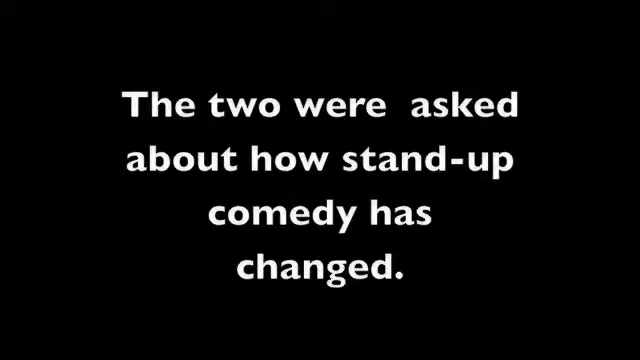 The two were  asked
about how stand-up
comedy has
changed.